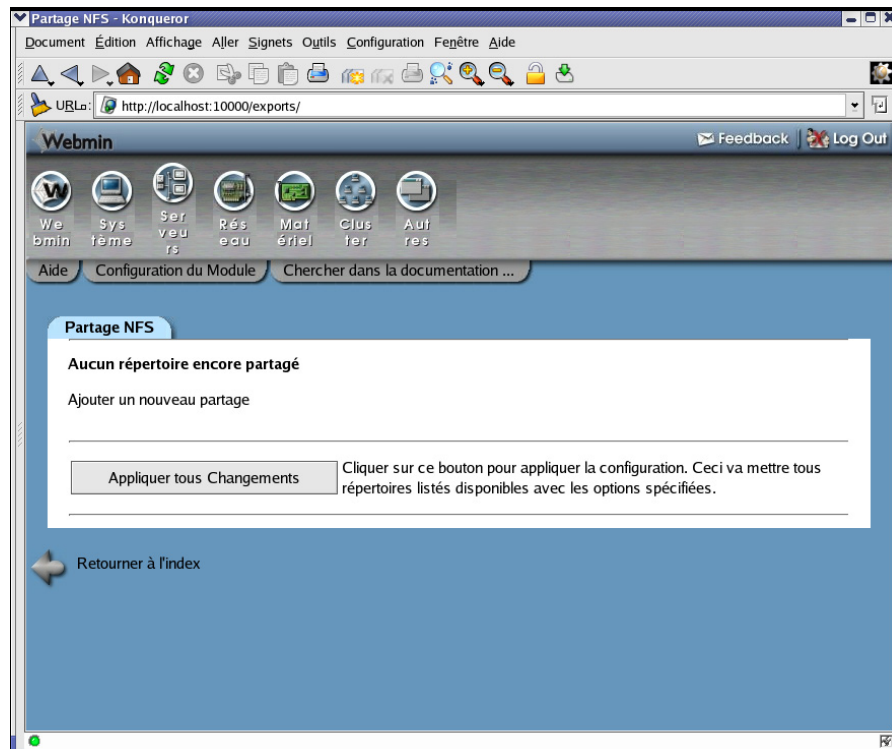 Partage NFS - Konqueror
Document Édition Affichage Aller Signets Outils Configuration Fenêtre Aide
URL: http://localhost:10000/exports/
Webmin
Feedback Log Out
We
bmin
Sys
tème
Ser
veu
rs
Rés
eau
Mat
ériel
Clus
ter
Aut
res
Aide Configuration du Module Chercher dans la documentation ...
Partage NFS
Aucun répertoire encore partagé
Ajouter un nouveau partage
Appliquer tous Changements
Cliquer sur ce bouton pour appliquer la configuration. Ceci va mettre tous
répertoires listés disponibles avec les options spécifiées.
Retourner à l'index